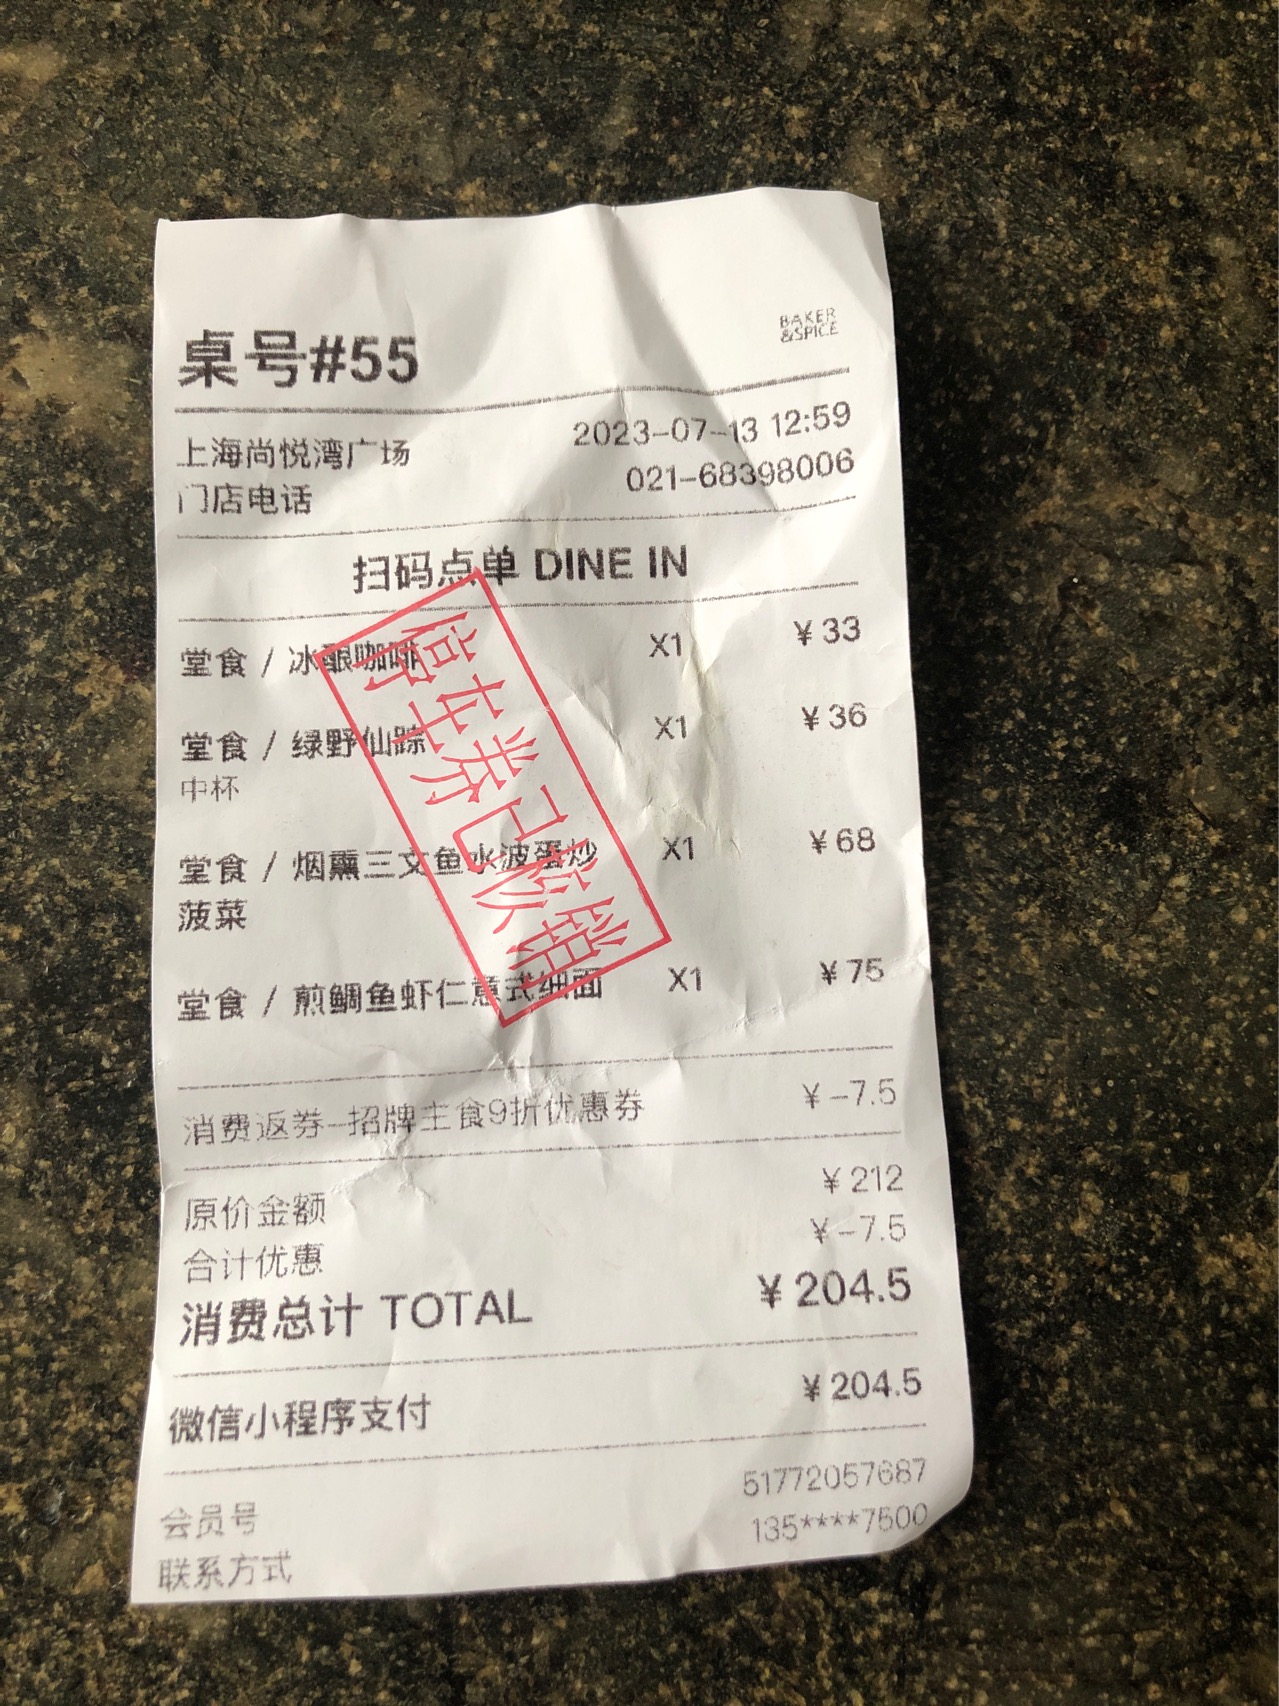 BAKER
&SPICE
桌号#55
上海尚悦湾广场 2023-07-13 12:59
门店电话 021-68398006
扫码点单 DINE IN
堂食 / 冰酿咖啡 X1 ¥33
堂食 / 绿野仙踪 X1 ¥36
中杯
堂食 / 烟熏三文鱼水波蛋炒 X1 ¥68
菠菜
堂食 / 煎鲷鱼虾仁意式细面 X1 ¥75
停车券已核销
消费返券-招牌主食9折优惠券 ¥-7.5
原价金额 ¥212
合计优惠 ¥-7.5
消费总计 TOTAL ¥204.5
微信小程序支付 ¥204.5
会员号 51772057687
联系方式 135****7500